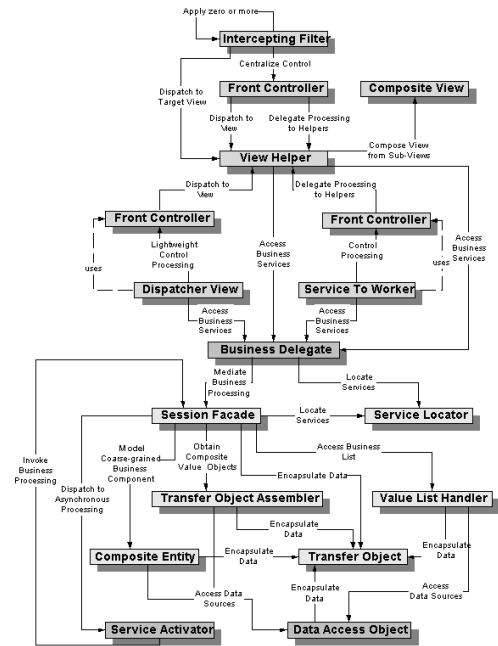 Apply zero or more
Intercepting Filter
Centralize Control
Dispatch to
Target View
Front Controller
Composite View
Dispatch to
View
Delegate Processing
to Helpers
Compose View
from Sub-Views
View Helper
Dispatch to
View
Delegate Processing
to Helpers
Front Controller
Front Controller
Access
Business
Services
Access
Business
Services
Lightweight
Control
Processing
Control
Processing
uses
uses
Dispatcher View
Service To Worker
Access
Business
Services
Access
Business
Services
Business Delegate
Mediate
Business
Processing
Locate
Services
Session Facade
Locate
Services
Service Locator
Invoke
Business
Processing
Model
Coarse-grained
Business
Component
Obtain
Composite
Value Objects
Access Business
List
Dispatch to
Asynchronous
Processing
Encapsulate Data
Transfer Object Assembler
Value List Handler
Encapsulate
Data
Encapsulate
Data
Composite Entity
Encapsulate
Data
Transfer Object
Access Data
Sources
Encapsulate
Data
Access
Data Sources
Service Activator
Data Access Object